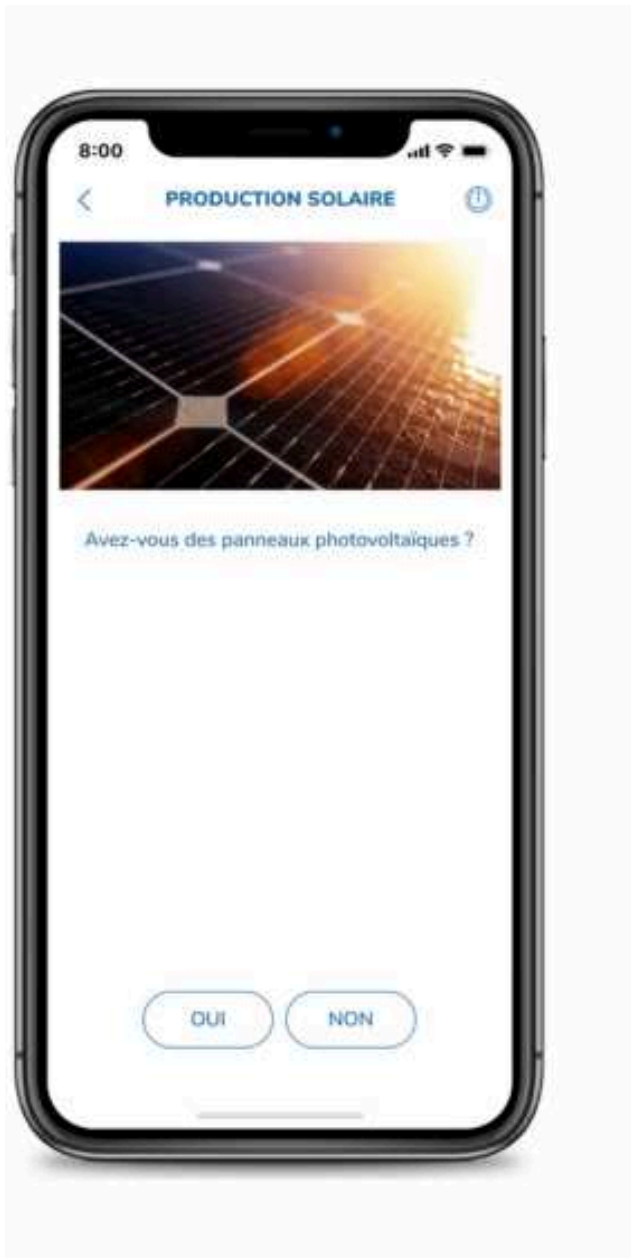 8:00
PRODUCTION SOLAIRE
Avez-vous des panneaux photovoltaïques ?
OUI
NON